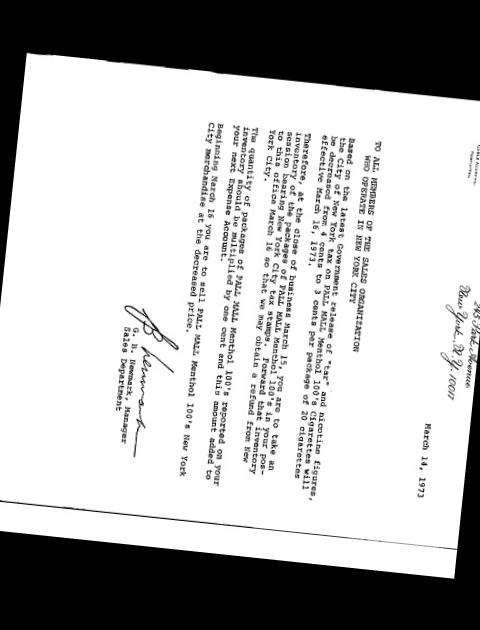 245 Park Avenue
New York, N.Y. 10017
March 14, 1973
TO ALL MEMBERS OF THE SALES ORGANIZATION
WHO OPERATE IN NEW YORK CITY
Based on the latest Government release of "tar" and nicotine figures,
the City of New York tax on PALL MALL Menthol 100's Cigarettes will
be decreased from 4 cents to 3 cents per package of 20 cigarettes
effective March 16, 1973.
Therefore, at the close of business March 15, you are to take an
inventory of the packages of PALL MALL Menthol 100's in your pos-
session bearing New York City tax stamps. Forward that inventory
to this office March 16 so that we may obtain a refund from New
York City.
The quantity of packages of PALL MALL Menthol 100's reported on your
inventory should be multiplied by one cent and this amount added to
your next Expense Account.
Beginning March 16 you are to sell PALL MALL Menthol 100's New York
City merchandise at the decreased price.
G. B. Newmark, Manager
Sales Department